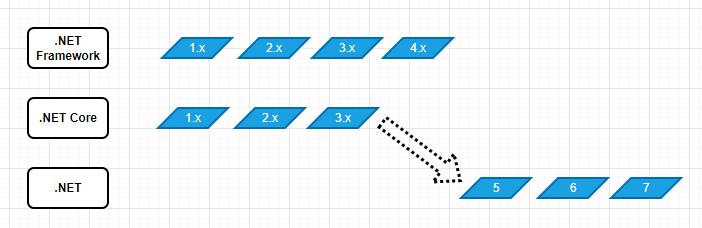 .NET
Framework
1.x
2.x
3.x
4.x
.NET Core
1.x
2.x
3.x
.NET
5
6
7